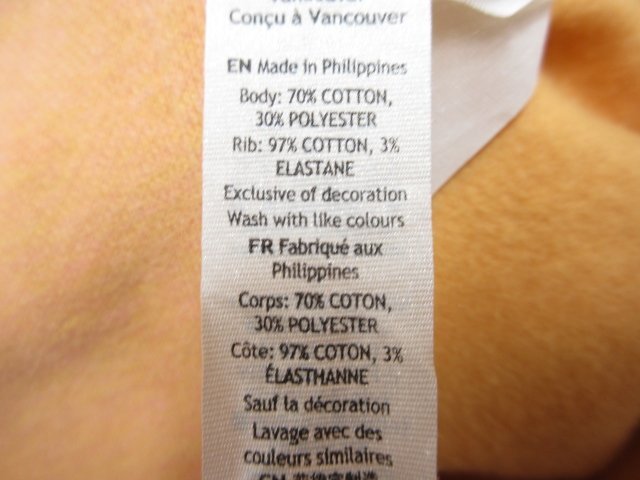 Vancouver
Conçu à Vancouver
EN Made in Philippines
Body: 70% COTTON,
30% POLYESTER
Rib: 97% COTTON, 3%
ELASTANE
Exclusive of decoration
Wash with like colours
FR Fabriqué aux
Philippines
Corps: 70% COTON,
30% POLYESTER
Côte: 97% COTON, 3%
ÉLASTHANNE
Sauf la décoration
Lavage avec des
couleurs similaires